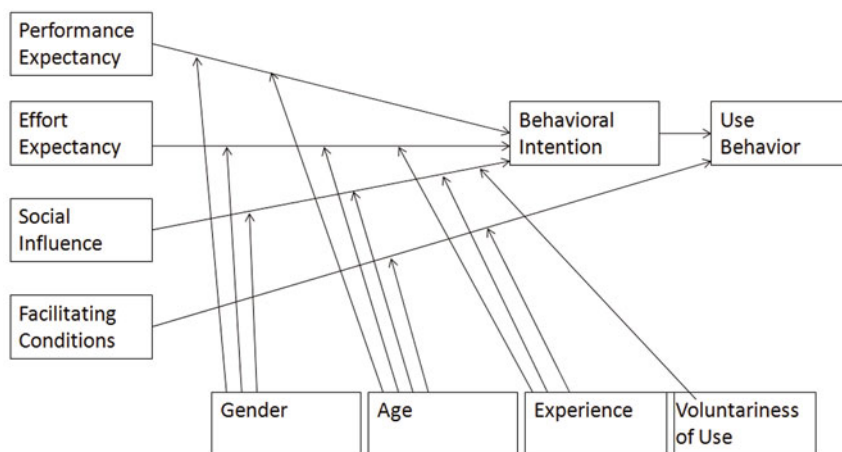 Performance
Expectancy
Effort
Expectancy
Behavioral
Intention
Use
Behavior
Social
Influence
Facilitating
Conditions
Gender
Age
Experience
Voluntariness
of Use